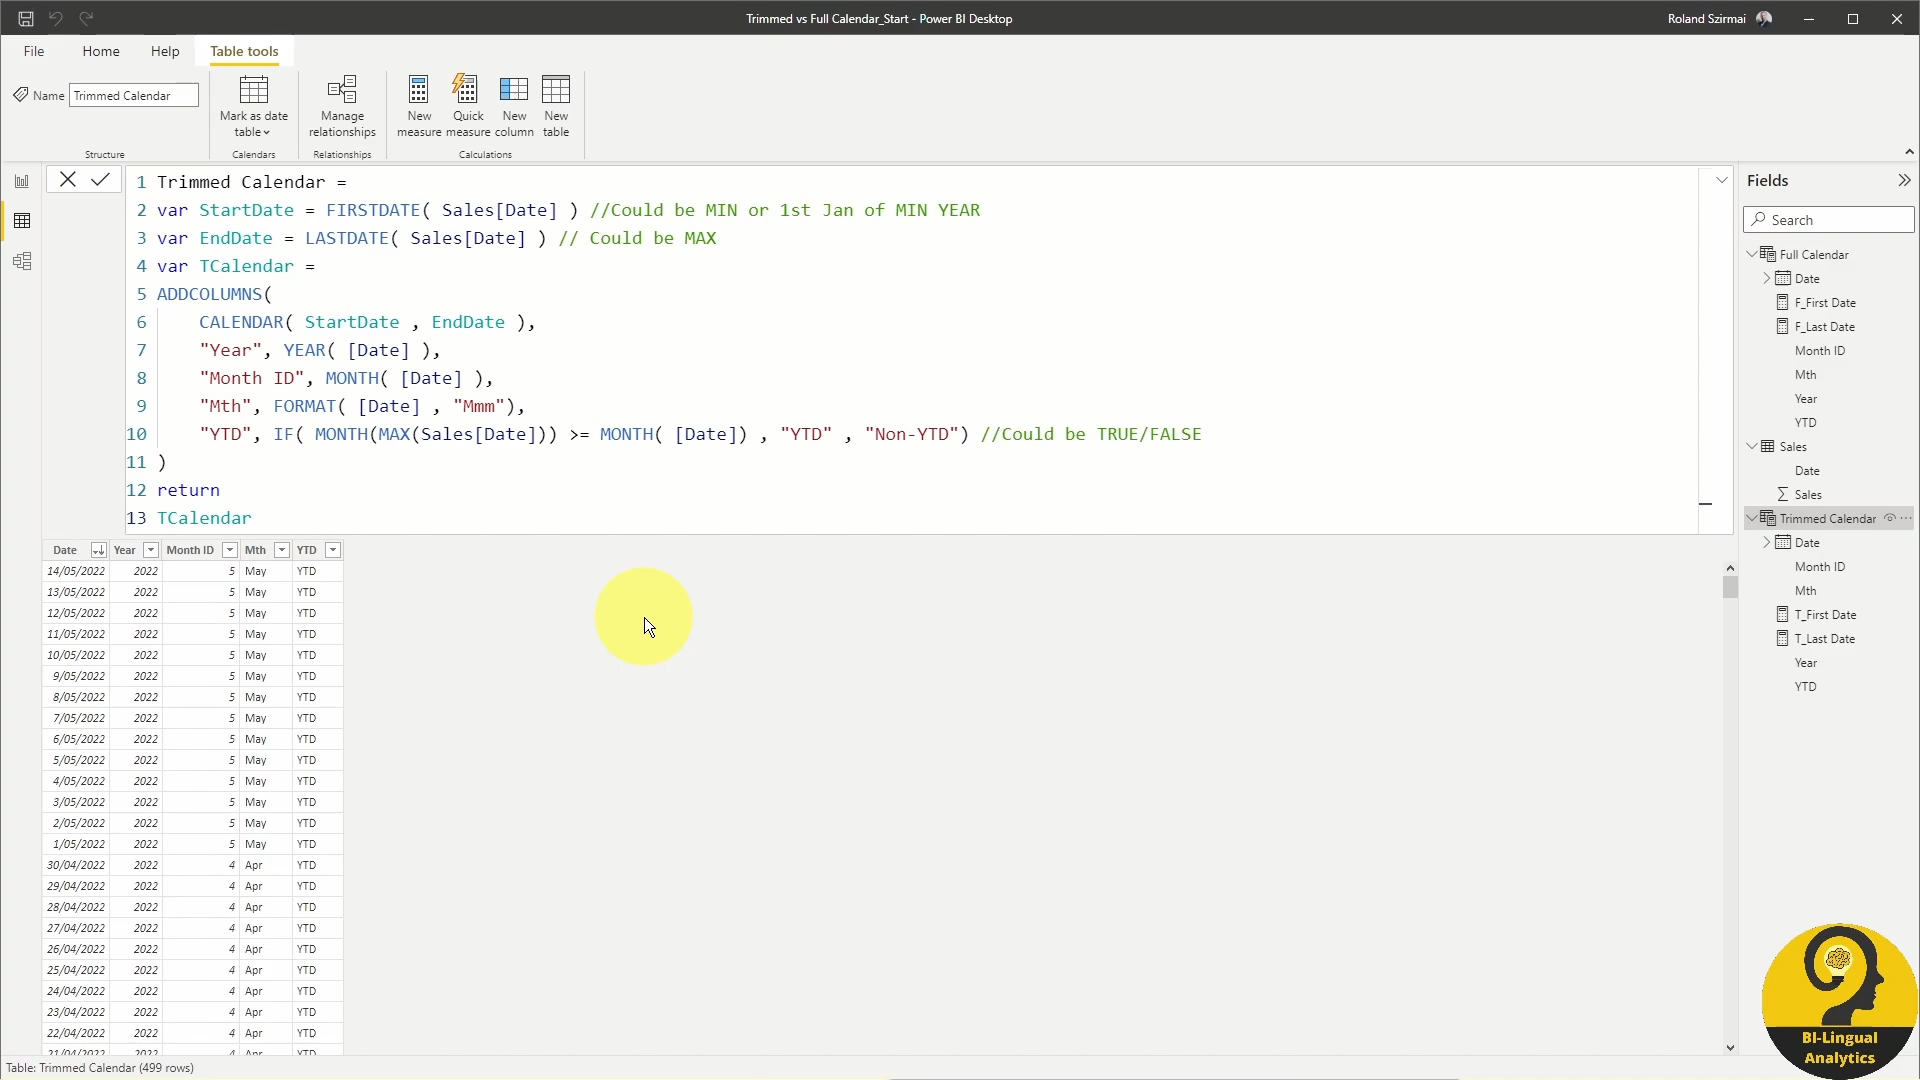 Trimmed vs Full Calendar_Start - Power BI Desktop
Roland Szirmai
File
Home
Help
Table tools
Name
Trimmed Calendar
Mark as date
table
Manage
relationships
New
measure
Quick
measure
New
column
New
table
Structure
Calendars
Relationships
Calculations
1 Trimmed Calendar =
2 var StartDate = FIRSTDATE( Sales[Date] ) //Could be MIN or 1st Jan of MIN YEAR
3 var EndDate = LASTDATE( Sales[Date] ) // Could be MAX
4 var TCalendar =
5 ADDCOLUMNS(
6 CALENDAR( StartDate , EndDate ),
7 "Year", YEAR( [Date] ),
8 "Month ID", MONTH( [Date] ),
9 "Mth", FORMAT( [Date] , "Mmm"),
10 "YTD", IF( MONTH(MAX(Sales[Date])) >= MONTH( [Date]) , "YTD" , "Non-YTD") //Could be TRUE/FALSE
11 )
12 return
13 TCalendar
Date Year Month ID Mth YTD
14/05/2022 2022 5 May YTD
13/05/2022 2022 5 May YTD
12/05/2022 2022 5 May YTD
11/05/2022 2022 5 May YTD
10/05/2022 2022 5 May YTD
9/05/2022 2022 5 May YTD
8/05/2022 2022 5 May YTD
7/05/2022 2022 5 May YTD
6/05/2022 2022 5 May YTD
5/05/2022 2022 5 May YTD
4/05/2022 2022 5 May YTD
3/05/2022 2022 5 May YTD
2/05/2022 2022 5 May YTD
1/05/2022 2022 5 May YTD
30/04/2022 2022 4 Apr YTD
29/04/2022 2022 4 Apr YTD
28/04/2022 2022 4 Apr YTD
27/04/2022 2022 4 Apr YTD
26/04/2022 2022 4 Apr YTD
25/04/2022 2022 4 Apr YTD
24/04/2022 2022 4 Apr YTD
23/04/2022 2022 4 Apr YTD
22/04/2022 2022 4 Apr YTD
21/04/2022 2022 4 Apr YTD
Table: Trimmed Calendar (499 rows)
Fields
Search
Full Calendar
Date
F_First Date
F_Last Date
Month ID
Mth
Year
YTD
Sales
Date
Sales
Trimmed Calendar
Date
Month ID
Mth
T_First Date
T_Last Date
Year
YTD
BI-Lingual
Analytics